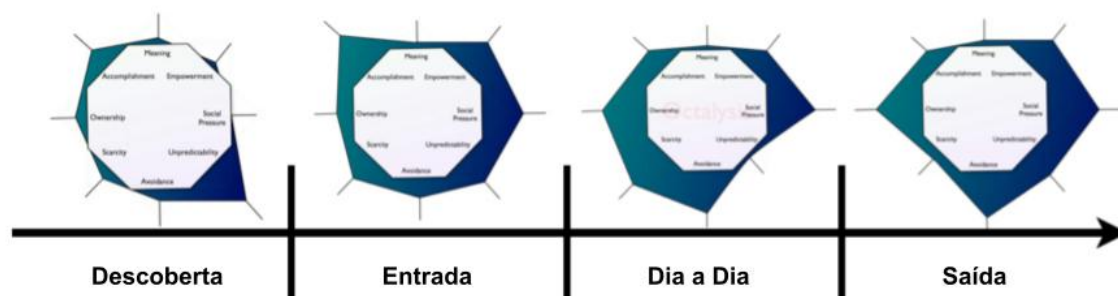 Meaning
Accomplishment Empowerment
Ownership Social
Pressure
Scarcity Unpredictability
Avoidance
Meaning
Accomplishment Empowerment
Ownership Social
Pressure
Scarcity Unpredictability
Avoidance
Meaning
Accomplishment Empowerment
Ownership Octalysis Social
Pressure
Scarcity Unpredictability
Avoidance
Meaning
Accomplishment Empowerment
Ownership Social
Pressure
Scarcity Unpredictability
Avoidance
Descoberta Entrada Dia a Dia Saída